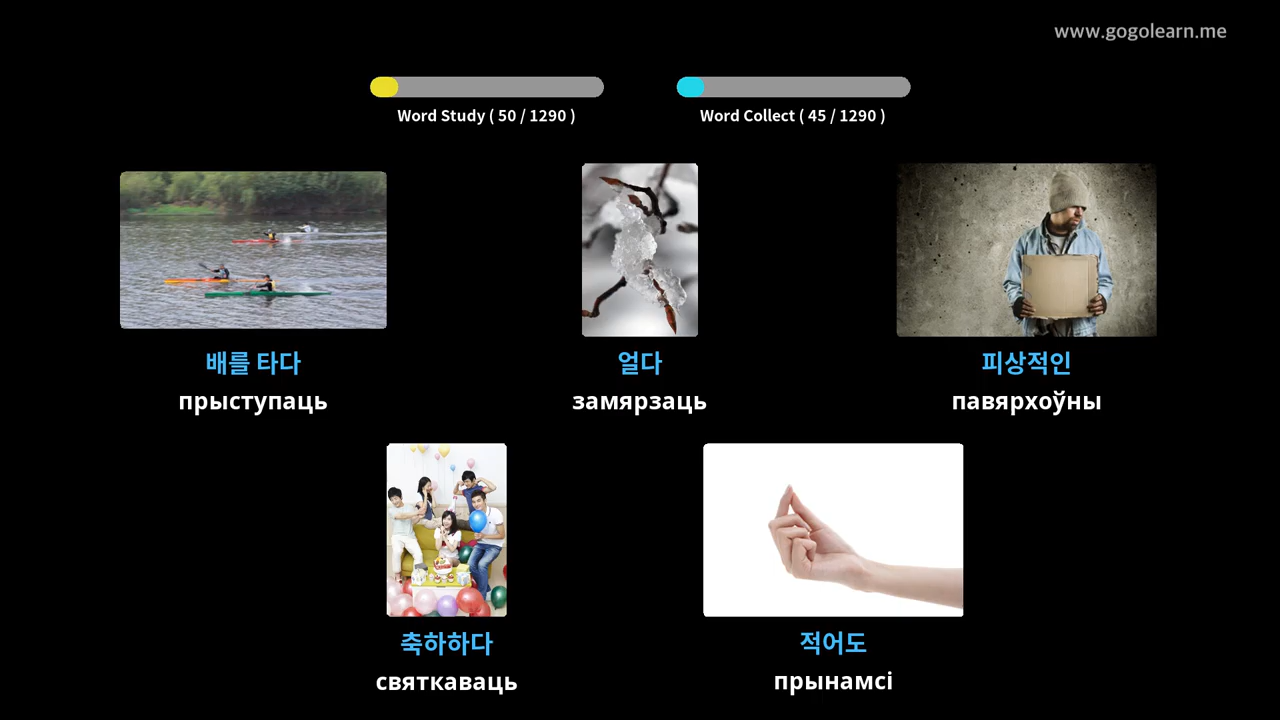 www.gogolearn.me
Word Study ( 50 / 1290 )
Word Collect ( 45 / 1290 )
배를 타다
прыступаць
얼다
замярзаць
피상적인
павярхоўны
축하하다
святкаваць
적어도
прынамсі